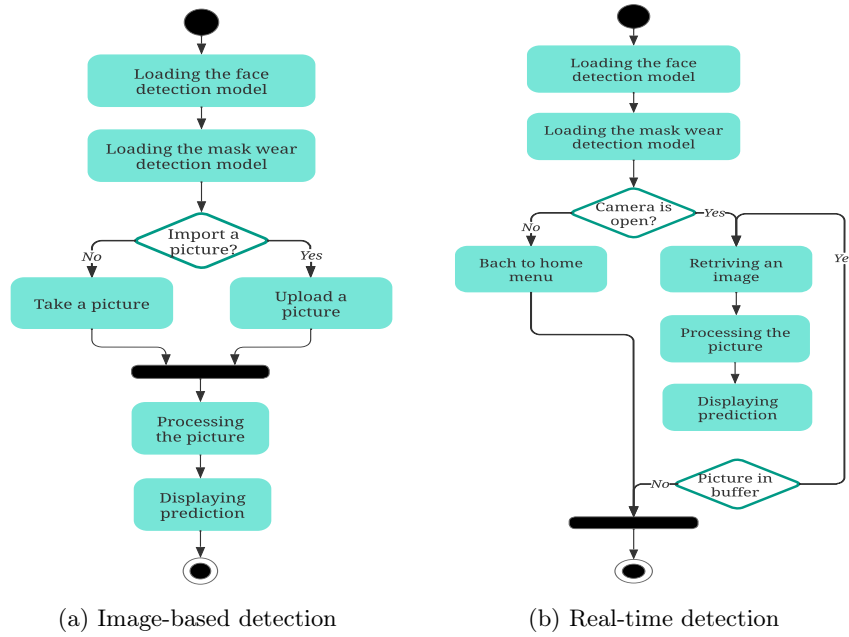 Loading the face
detection model
Loading the mask wear
detection model
Import a
picture?
No
Yes
Take a picture
Upload a
picture
Processing
the picture
Displaying
prediction
(a) Image-based detection
Loading the face
detection model
Loading the mask wear
detection model
Camera is
open?
No
Yes
Bach to home
menu
Retriving an
image
Ye
Processing the
picture
Displaying
prediction
Picture in
buffer
No
(b) Real-time detection